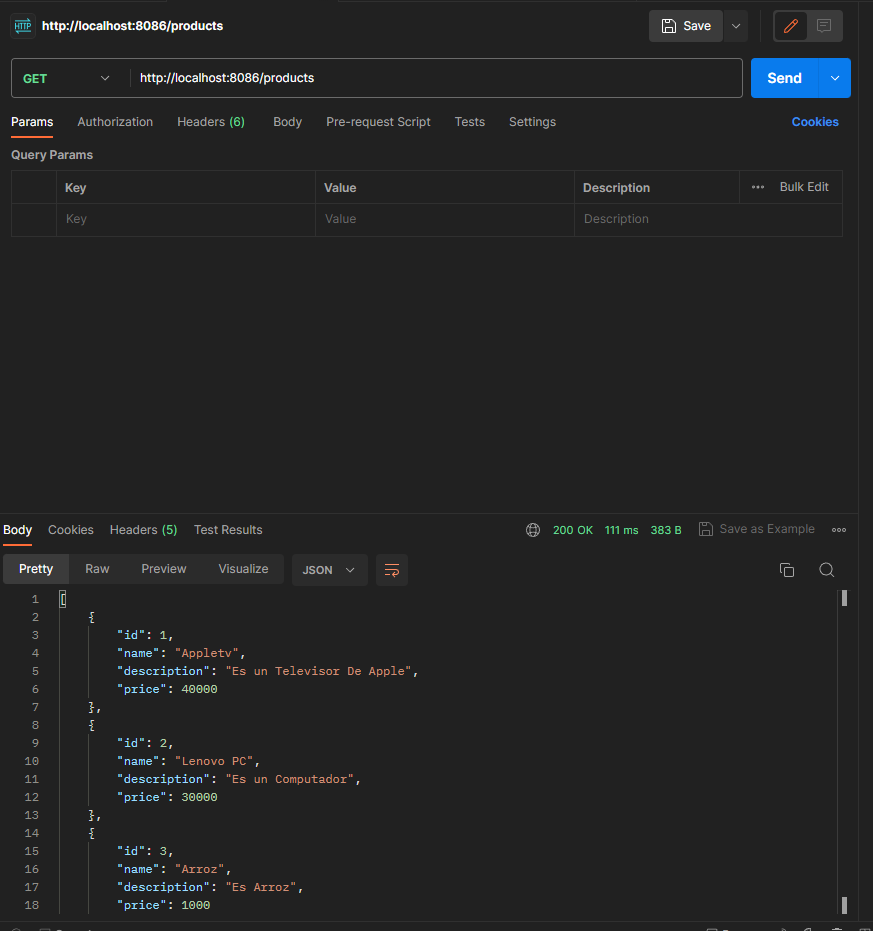 HTTP http://localhost:8086/products Save
GET http://localhost:8086/products Send
Params Authorization Headers (6) Body Pre-request Script Tests Settings Cookies
Query Params
Key Value Description ••• Bulk Edit
Key Value Description
Body Cookies Headers (5) Test Results 200 OK 111 ms 383 B Save as Example
Pretty Raw Preview Visualize JSON
1 [
2 {
3 "id": 1,
4 "name": "Appletv",
5 "description": "Es un Televisor De Apple",
6 "price": 40000
7 },
8 {
9 "id": 2,
10 "name": "Lenovo PC",
11 "description": "Es un Computador",
12 "price": 30000
13 },
14 {
15 "id": 3,
16 "name": "Arroz",
17 "description": "Es Arroz",
18 "price": 1000